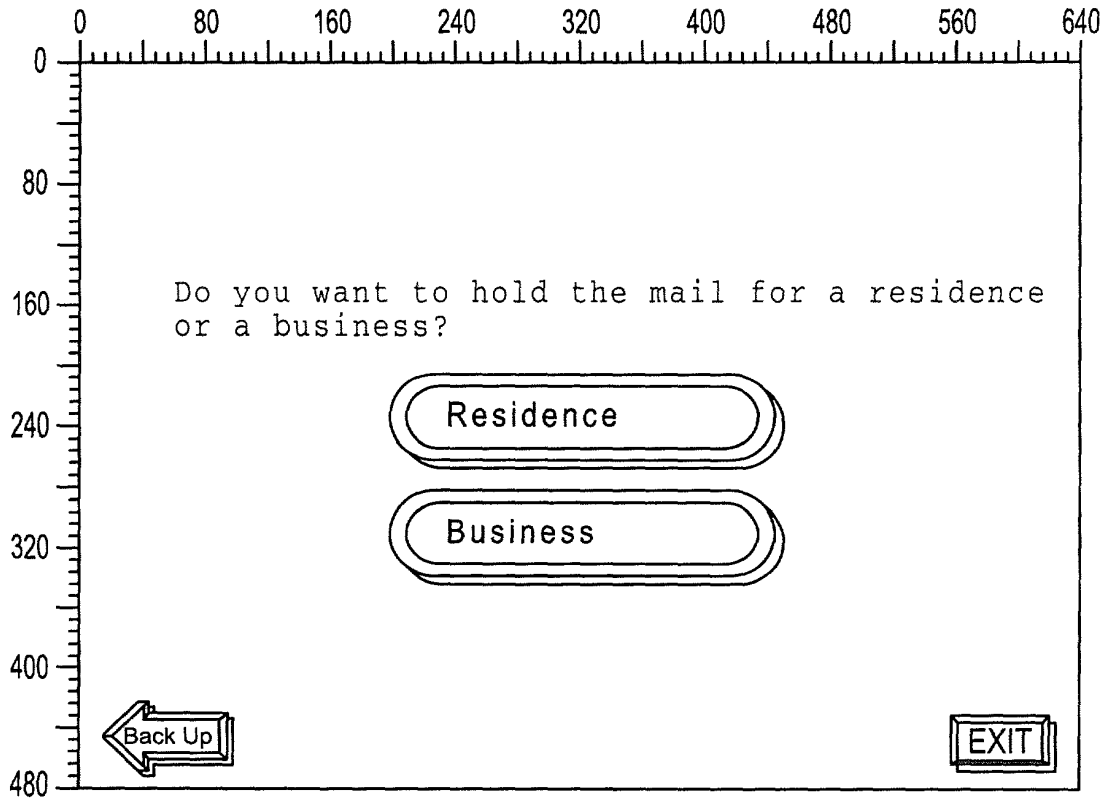 0 80 160 240 320 400 480 560 640
0
80
160
Do you want to hold the mail for a residence
or a business?
240
Residence
320
Business
400
Back Up
EXIT
480